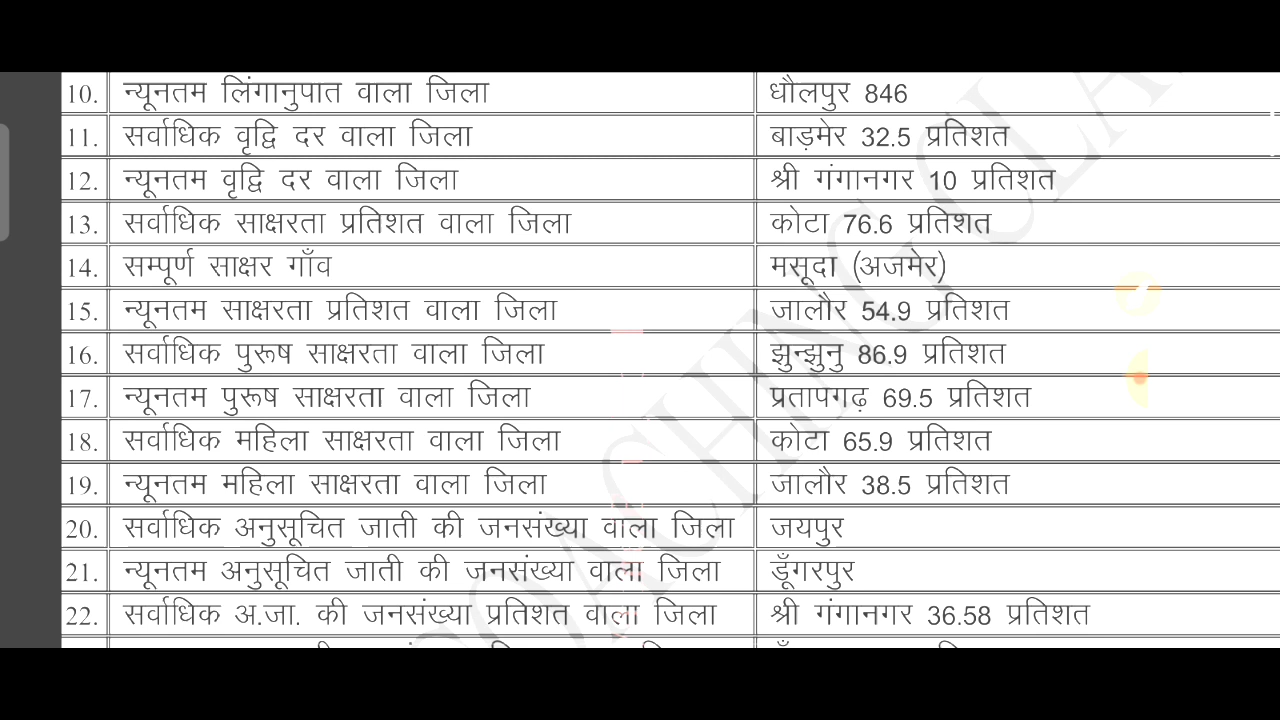 10. न्यूनतम लिंगानुपात वाला जिला धौलपुर 846
11. सर्वाधिक वृद्वि दर वाला जिला बाड़मेर 32.5 प्रतिशत
12. न्यूनतम वृद्वि दर वाला जिला श्री गंगानगर 10 प्रतिशत
13. सर्वाधिक साक्षरता प्रतिशत वाला जिला कोटा 76.6 प्रतिशत
14. सम्पूर्ण साक्षर गाँव मसूदा (अजमेर)
15. न्यूनतम साक्षरता प्रतिशत वाला जिला जालौर 54.9 प्रतिशत
16. सर्वाधिक पुरूष साक्षरता वाला जिला झुन्झुनु 86.9 प्रतिशत
17. न्यूनतम पुरूष साक्षरता वाला जिला प्रतापगढ़ 69.5 प्रतिशत
18. सर्वाधिक महिला साक्षरता वाला जिला कोटा 65.9 प्रतिशत
19. न्यूनतम महिला साक्षरता वाला जिला जालौर 38.5 प्रतिशत
20. सर्वाधिक अनुसूचित जाती की जनसंख्या वाला जिला जयपुर
21. न्यूनतम अनुसूचित जाती की जनसंख्या वाला जिला डूँगरपुर
22. सर्वाधिक अ.जा. की जनसंख्या प्रतिशत वाला जिला श्री गंगानगर 36.58 प्रतिशत
COACHING CLA